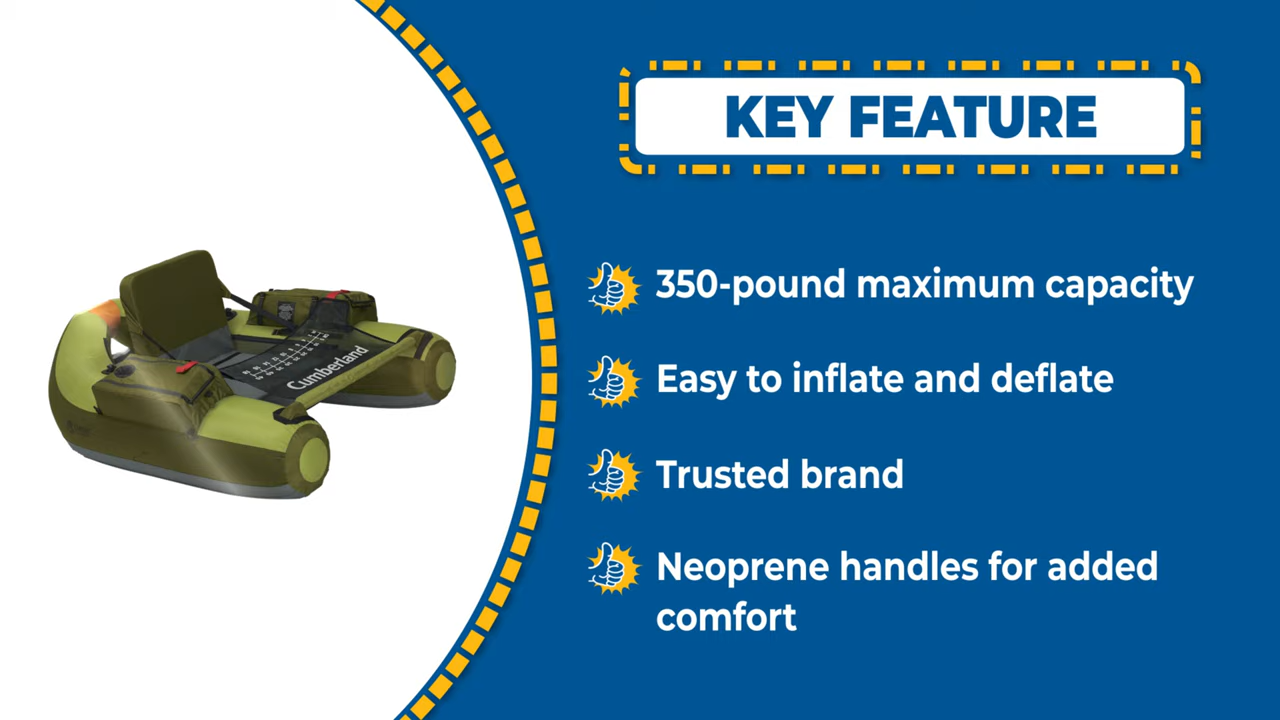 KEY FEATURE
350-pound maximum capacity
Easy to inflate and deflate
Trusted brand
Neoprene handles for added
comfort
Cumberland